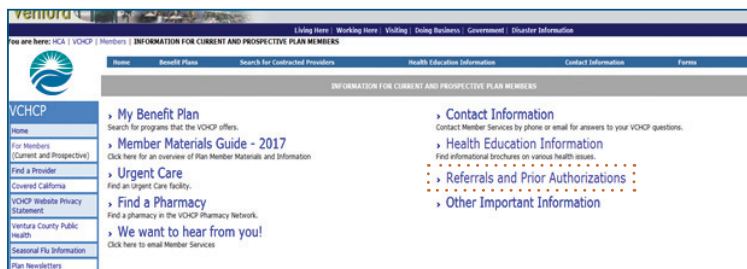 Ventura
Living Here | Working Here | Visiting | Doing Business | Government | Disaster Information
You are here: HCA | VCHCP | Members | INFORMATION FOR CURRENT AND PROSPECTIVE PLAN MEMBERS
Home Benefit Plans Search for Contracted Providers Health Education Information Contact Information Forms
INFORMATION FOR CURRENT AND PROSPECTIVE PLAN MEMBERS
VCHCP
Home
For Members
(Current and Prospective)
Find a Provider
Covered California
VCHCP Website Privacy
Statement
Ventura County Public
Health
Seasonal Flu Information
Plan Newsletters
› My Benefit Plan
Search for programs that the VCHCP offers.
› Member Materials Guide - 2017
Click here for an overview of Plan Member Materials and Information
› Urgent Care
Find an Urgent Care facility.
› Find a Pharmacy
Find a pharmacy in the VCHCP Pharmacy Network.
› We want to hear from you!
Click here to email Member Services
› Contact Information
Contact Member Services by phone or email for answers to your VCHCP questions.
› Health Education Information
Find informational brochures on various health issues.
› Referrals and Prior Authorizations
› Other Important Information